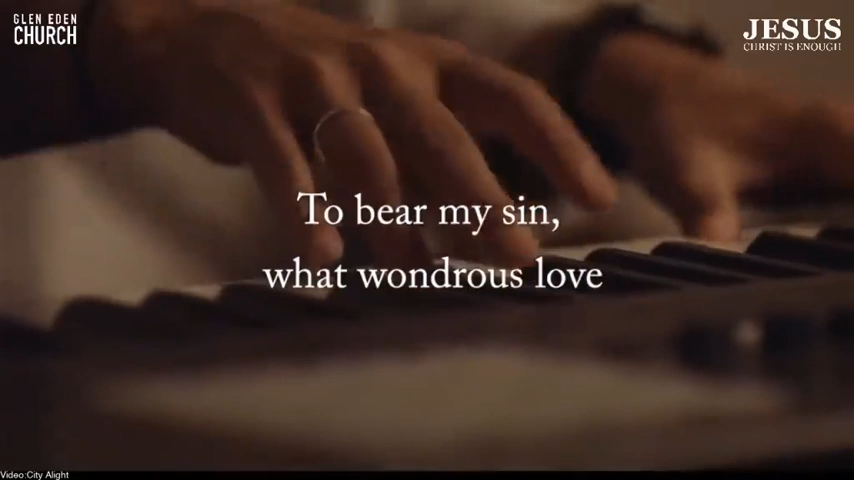 GLEN EDEN
CHURCH
JESUS
CHRIST IS ENOUGH
To bear my sin,
what wondrous love
Video:City Alight